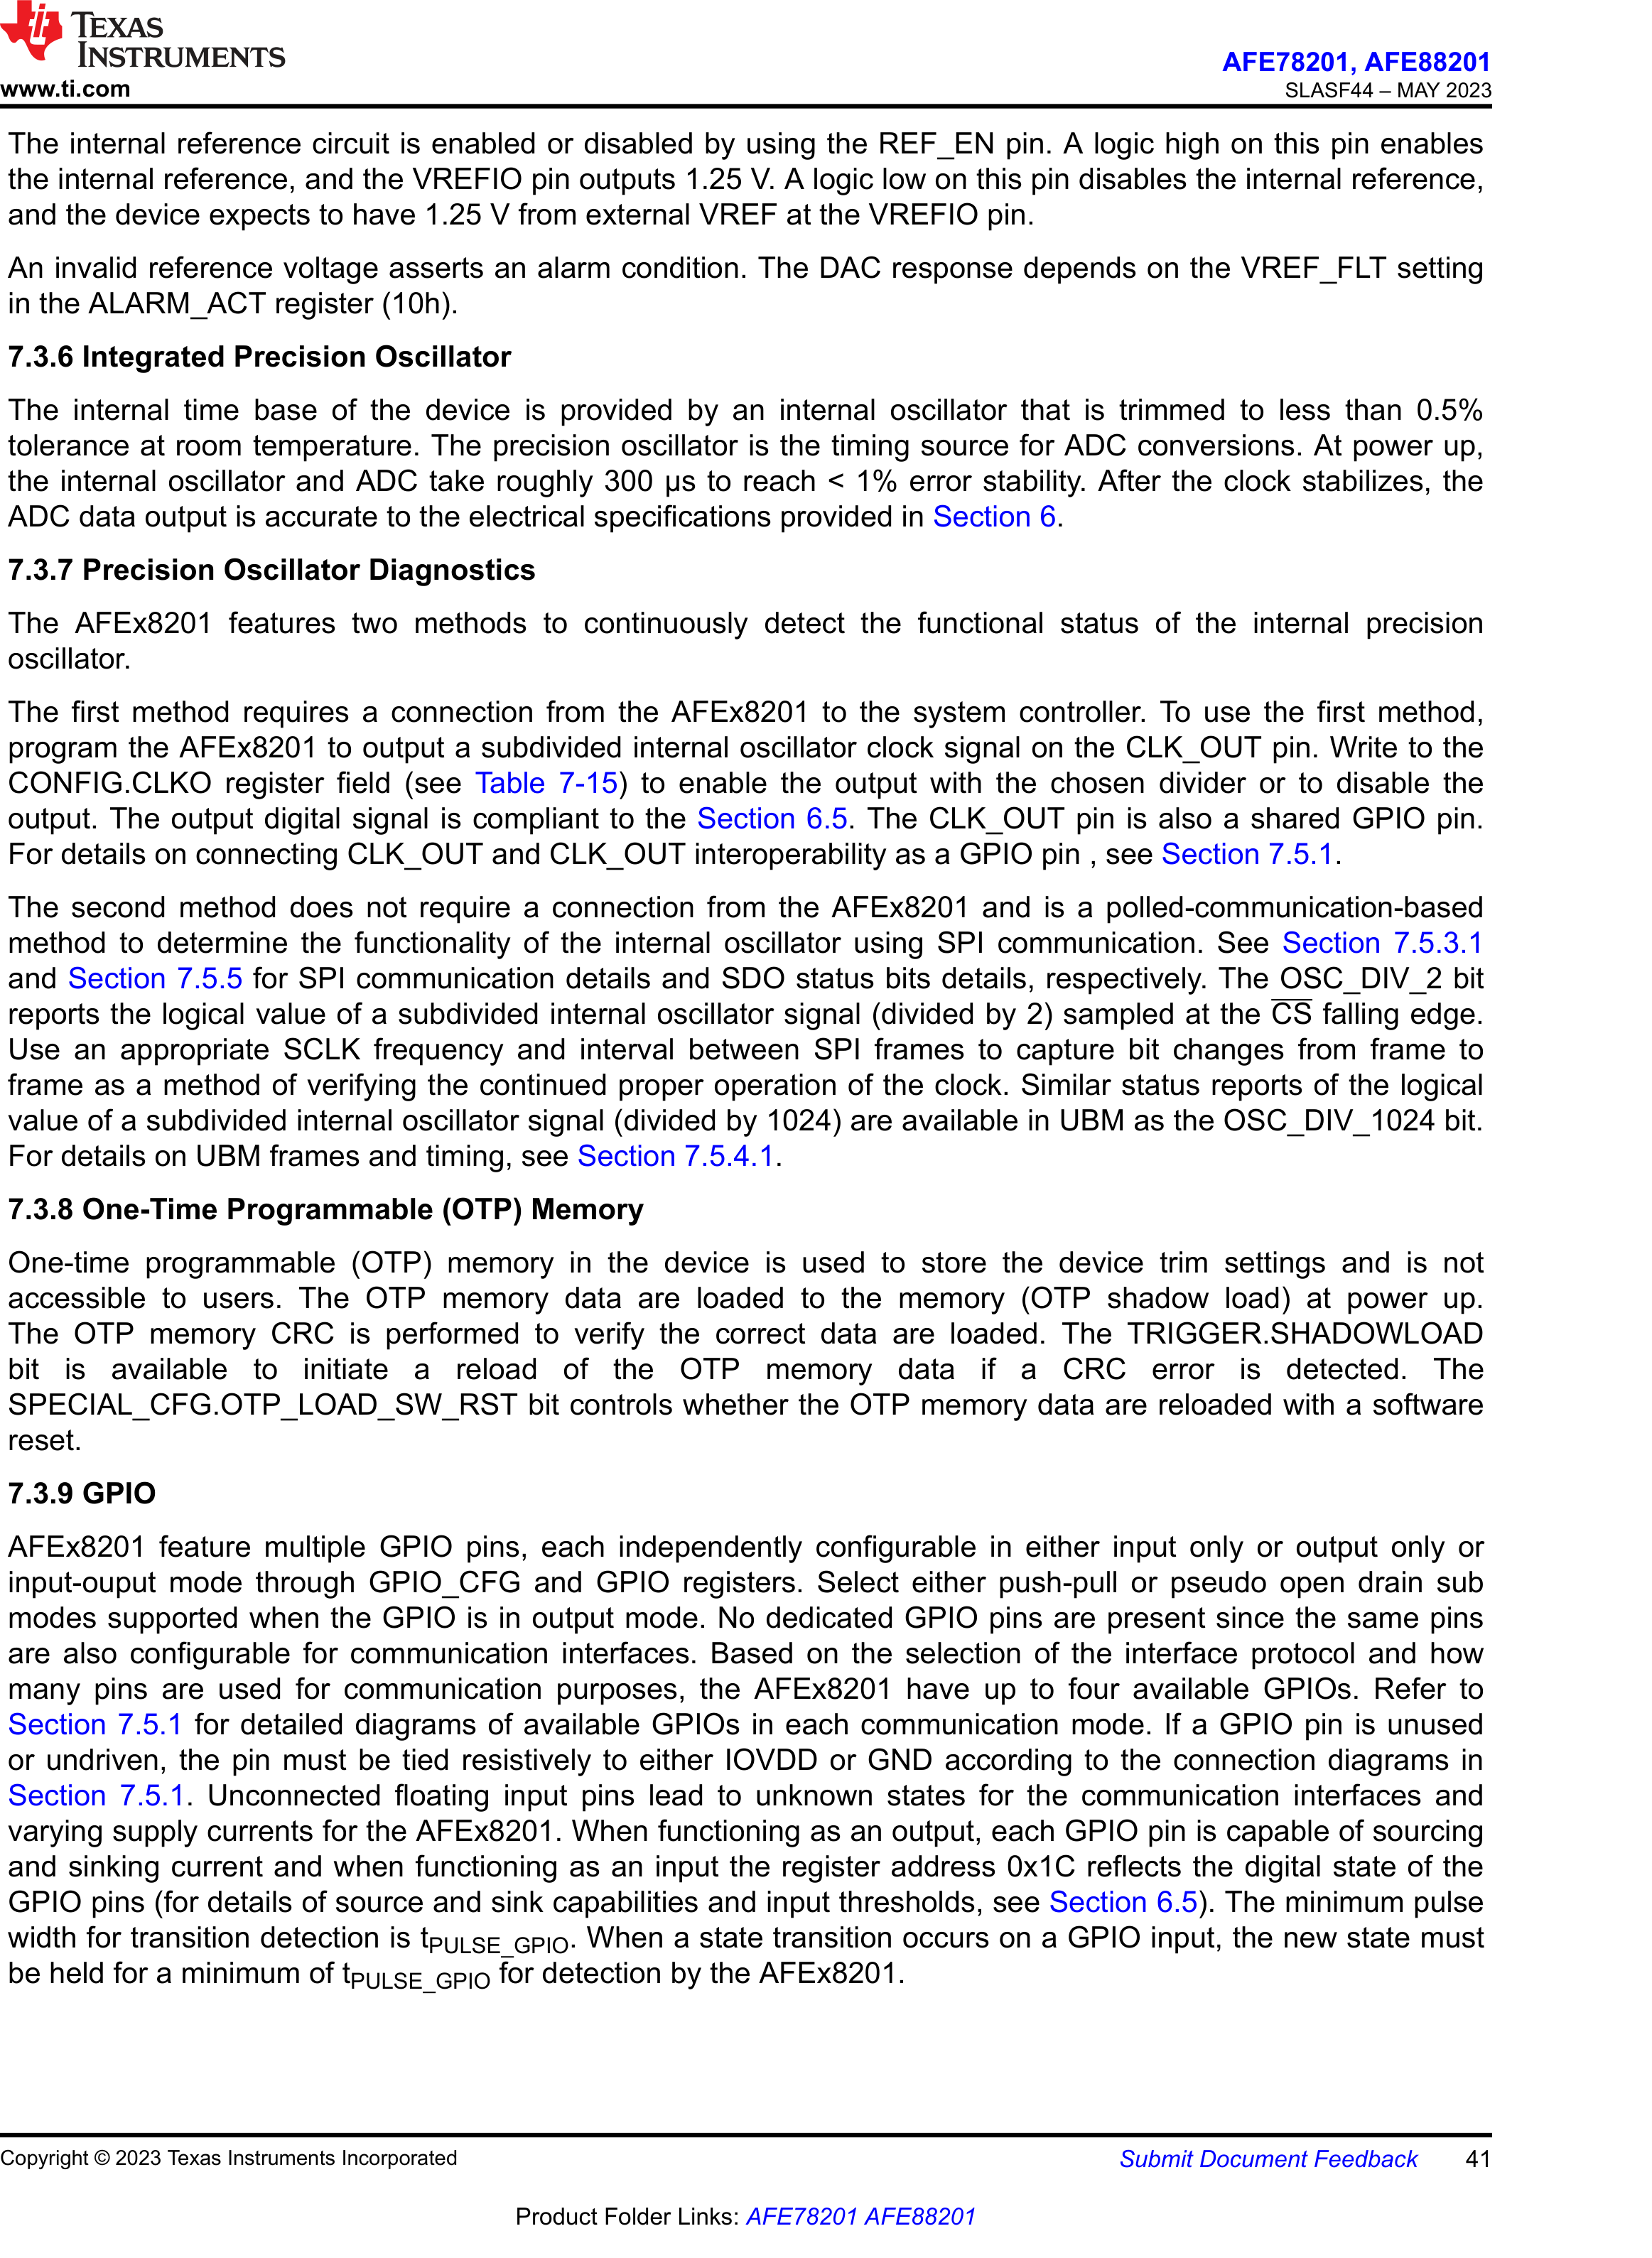 TEXAS
INSTRUMENTS
www.ti.com
AFE78201, AFE88201
SLASF44 – MAY 2023
The internal reference circuit is enabled or disabled by using the REF_EN pin. A logic high on this pin enables
the internal reference, and the VREFIO pin outputs 1.25 V. A logic low on this pin disables the internal reference,
and the device expects to have 1.25 V from external VREF at the VREFIO pin.
An invalid reference voltage asserts an alarm condition. The DAC response depends on the VREF_FLT setting
in the ALARM_ACT register (10h).
7.3.6 Integrated Precision Oscillator
The internal time base of the device is provided by an internal oscillator that is trimmed to less than 0.5%
tolerance at room temperature. The precision oscillator is the timing source for ADC conversions. At power up,
the internal oscillator and ADC take roughly 300 µs to reach < 1% error stability. After the clock stabilizes, the
ADC data output is accurate to the electrical specifications provided in Section 6.
7.3.7 Precision Oscillator Diagnostics
The AFEx8201 features two methods to continuously detect the functional status of the internal precision
oscillator.
The first method requires a connection from the AFEx8201 to the system controller. To use the first method,
program the AFEx8201 to output a subdivided internal oscillator clock signal on the CLK_OUT pin. Write to the
CONFIG.CLKO register field (see Table 7-15) to enable the output with the chosen divider or to disable the
output. The output digital signal is compliant to the Section 6.5. The CLK_OUT pin is also a shared GPIO pin.
For details on connecting CLK_OUT and CLK_OUT interoperability as a GPIO pin , see Section 7.5.1.
The second method does not require a connection from the AFEx8201 and is a polled-communication-based
method to determine the functionality of the internal oscillator using SPI communication. See Section 7.5.3.1
and Section 7.5.5 for SPI communication details and SDO status bits details, respectively. The OSC_DIV_2 bit
reports the logical value of a subdivided internal oscillator signal (divided by 2) sampled at the C̅S̅ falling edge.
Use an appropriate SCLK frequency and interval between SPI frames to capture bit changes from frame to
frame as a method of verifying the continued proper operation of the clock. Similar status reports of the logical
value of a subdivided internal oscillator signal (divided by 1024) are available in UBM as the OSC_DIV_1024 bit.
For details on UBM frames and timing, see Section 7.5.4.1.
7.3.8 One-Time Programmable (OTP) Memory
One-time programmable (OTP) memory in the device is used to store the device trim settings and is not
accessible to users. The OTP memory data are loaded to the memory (OTP shadow load) at power up.
The OTP memory CRC is performed to verify the correct data are loaded. The TRIGGER.SHADOWLOAD
bit is available to initiate a reload of the OTP memory data if a CRC error is detected. The
SPECIAL_CFG.OTP_LOAD_SW_RST bit controls whether the OTP memory data are reloaded with a software
reset.
7.3.9 GPIO
AFEx8201 feature multiple GPIO pins, each independently configurable in either input only or output only or
input-ouput mode through GPIO_CFG and GPIO registers. Select either push-pull or pseudo open drain sub
modes supported when the GPIO is in output mode. No dedicated GPIO pins are present since the same pins
are also configurable for communication interfaces. Based on the selection of the interface protocol and how
many pins are used for communication purposes, the AFEx8201 have up to four available GPIOs. Refer to
Section 7.5.1 for detailed diagrams of available GPIOs in each communication mode. If a GPIO pin is unused
or undriven, the pin must be tied resistively to either IOVDD or GND according to the connection diagrams in
Section 7.5.1. Unconnected floating input pins lead to unknown states for the communication interfaces and
varying supply currents for the AFEx8201. When functioning as an output, each GPIO pin is capable of sourcing
and sinking current and when functioning as an input the register address 0x1C reflects the digital state of the
GPIO pins (for details of source and sink capabilities and input thresholds, see Section 6.5). The minimum pulse
width for transition detection is tPULSE_GPIO. When a state transition occurs on a GPIO input, the new state must
be held for a minimum of tPULSE_GPIO for detection by the AFEx8201.
Copyright © 2023 Texas Instruments Incorporated
Submit Document Feedback 41
Product Folder Links: AFE78201 AFE88201